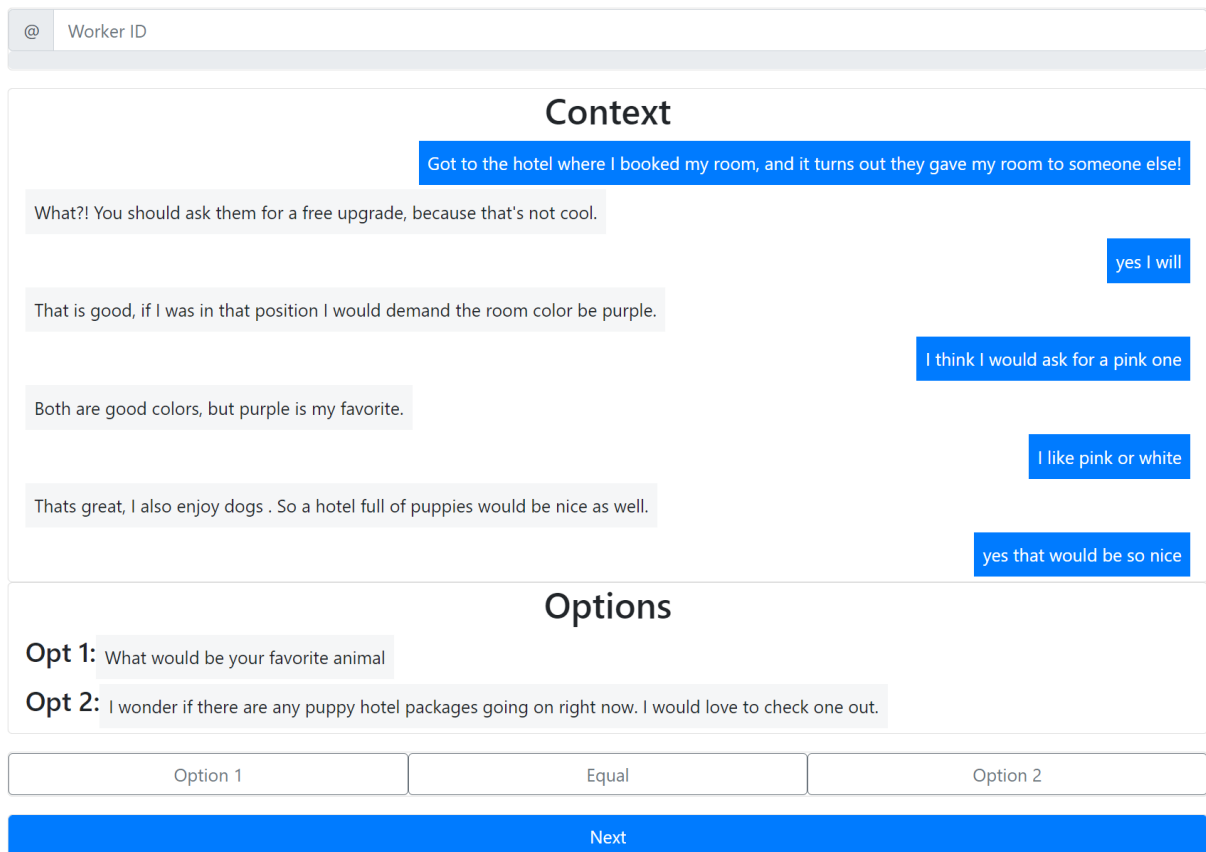 @ Worker ID
Context
Got to the hotel where I booked my room, and it turns out they gave my room to someone else!
What?! You should ask them for a free upgrade, because that's not cool.
yes I will
That is good, if I was in that position I would demand the room color be purple.
I think I would ask for a pink one
Both are good colors, but purple is my favorite.
I like pink or white
Thats great, I also enjoy dogs . So a hotel full of puppies would be nice as well.
yes that would be so nice
Options
Opt 1: What would be your favorite animal
Opt 2: I wonder if there are any puppy hotel packages going on right now. I would love to check one out.
Option 1 Equal Option 2
Next